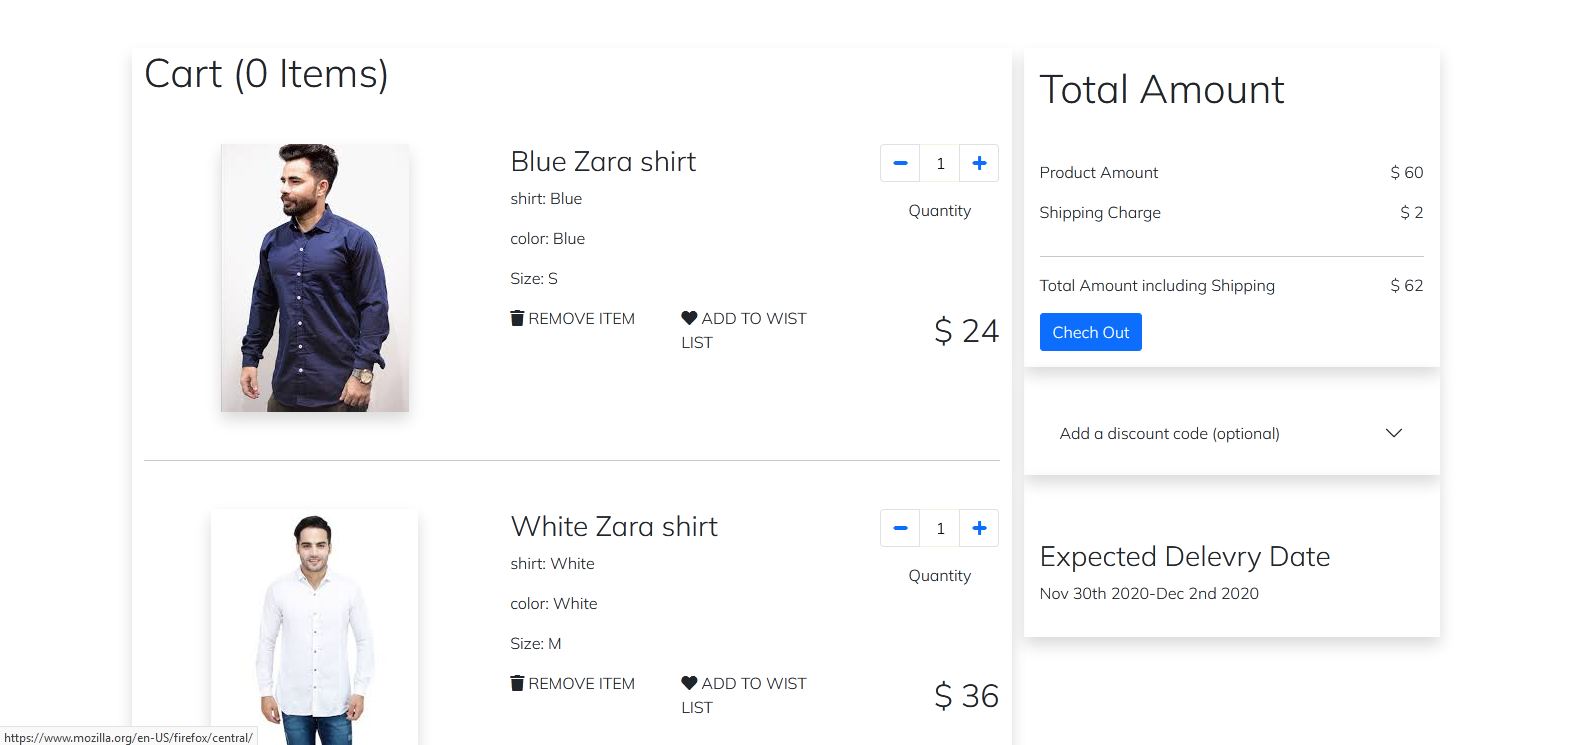 Cart (0 Items)
Blue Zara shirt
shirt: Blue
color: Blue
Size: S
REMOVE ITEM
ADD TO WIST
LIST
1
Quantity
$ 24
White Zara shirt
shirt: White
color: White
Size: M
REMOVE ITEM
ADD TO WIST
LIST
1
Quantity
$ 36
Total Amount
Product Amount $ 60
Shipping Charge $ 2
Total Amount including Shipping $ 62
Chech Out
Add a discount code (optional)
Expected Delevry Date
Nov 30th 2020-Dec 2nd 2020
https://www.mozilla.org/en-US/firefox/central/